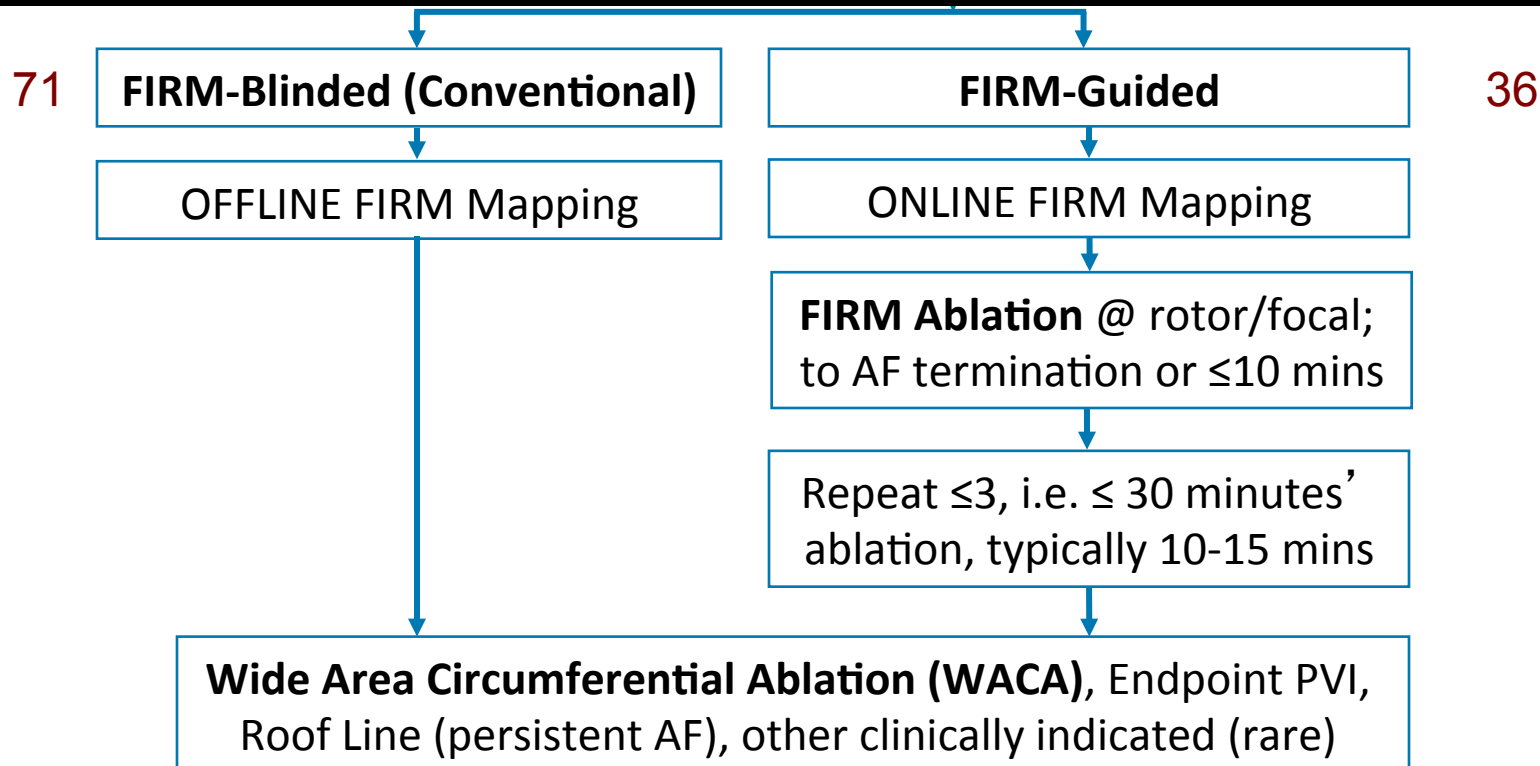 71
FIRM-Blinded (Conventional)
FIRM-Guided
36
OFFLINE FIRM Mapping
ONLINE FIRM Mapping
FIRM Ablation @ rotor/focal;
to AF termination or ≤10 mins
Repeat ≤3, i.e. ≤ 30 minutes’
ablation, typically 10-15 mins
Wide Area Circumferential Ablation (WACA), Endpoint PVI,
Roof Line (persistent AF), other clinically indicated (rare)